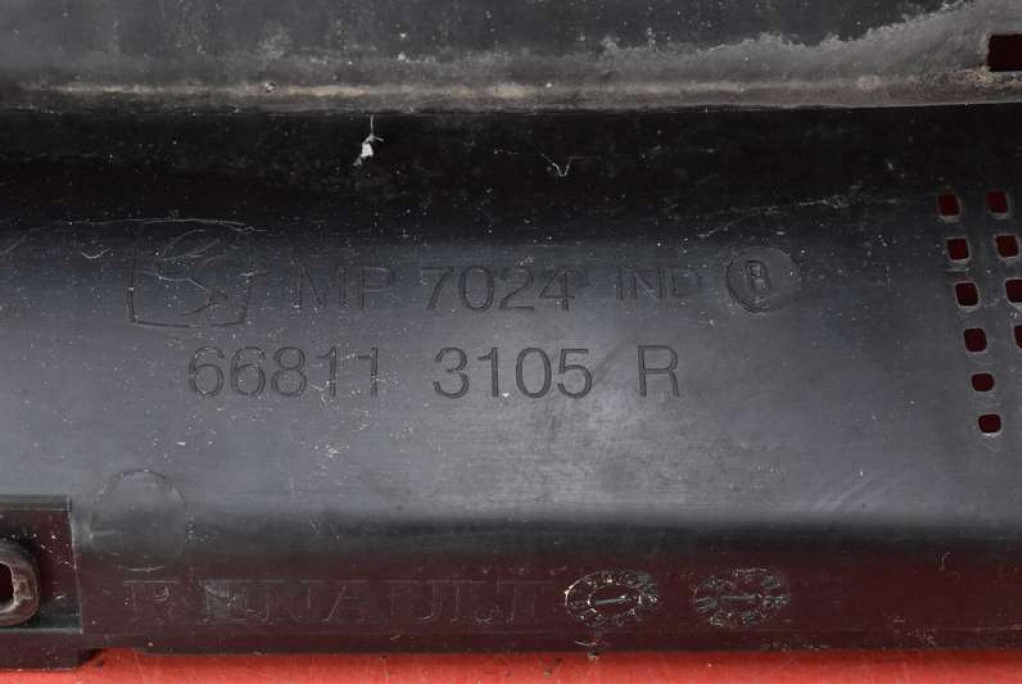 MP 7024 IND B
66811 3105 R
RENAULT